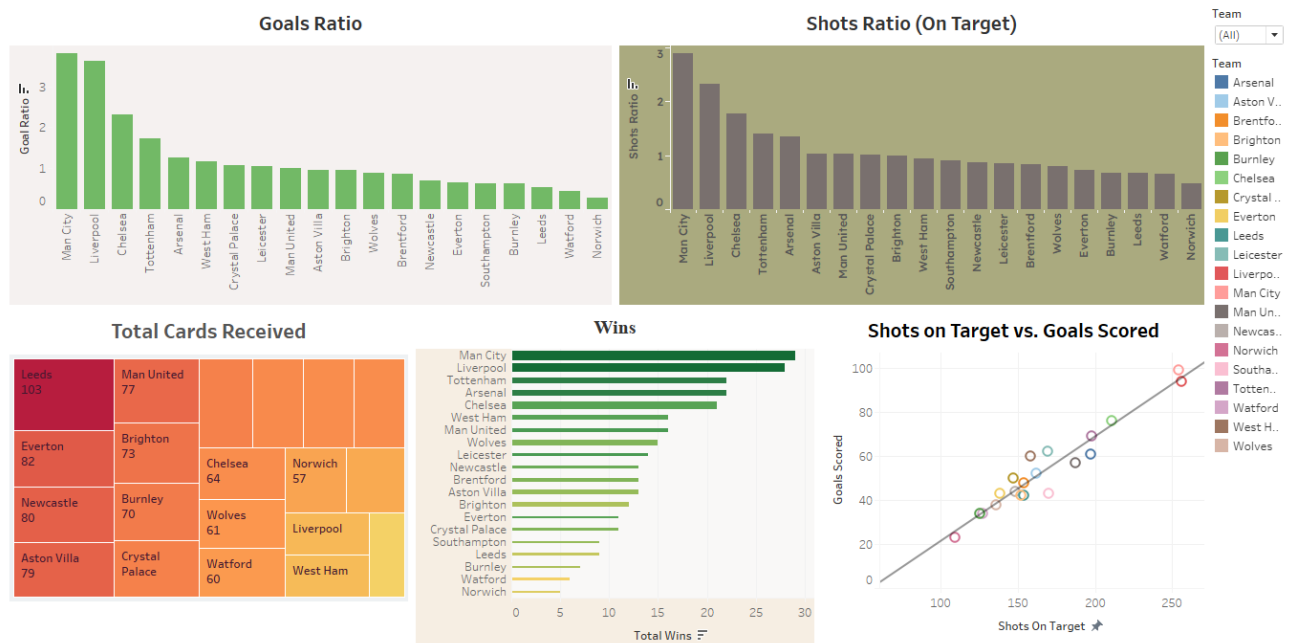 Goals Ratio
Goal Ratio
3
2
1
0
Man City
Liverpool
Chelsea
Tottenham
Arsenal
West Ham
Crystal Palace
Leicester
Man United
Aston Villa
Brighton
Wolves
Brentford
Newcastle
Everton
Southampton
Burnley
Leeds
Watford
Norwich
Shots Ratio (On Target)
Shots Ratio
3
2
1
0
Man City
Liverpool
Chelsea
Tottenham
Arsenal
Aston Villa
Man United
Crystal Palace
Brighton
West Ham
Southampton
Newcastle
Leicester
Brentford
Wolves
Everton
Burnley
Leeds
Watford
Norwich
Team
(All)
Team
Arsenal
Aston V..
Brentfo..
Brighton
Burnley
Chelsea
Crystal ..
Everton
Leeds
Leicester
Liverpo..
Man City
Man Un..
Newcas..
Norwich
Southa..
Totten..
Watford
West H..
Wolves
Total Cards Received
Leeds
103
Everton
82
Newcastle
80
Aston Villa
79
Man United
77
Brighton
73
Burnley
70
Crystal
Palace
Chelsea
64
Wolves
61
Watford
60
Norwich
57
Liverpool
West Ham
Wins
Man City
Liverpool
Tottenham
Arsenal
Chelsea
West Ham
Man United
Wolves
Leicester
Newcastle
Brentford
Aston Villa
Brighton
Everton
Crystal Palace
Southampton
Leeds
Burnley
Watford
Norwich
0 5 10 15 20 25 30
Total Wins
Shots on Target vs. Goals Scored
Goals Scored
100
80
60
40
20
0
100 150 200 250
Shots On Target